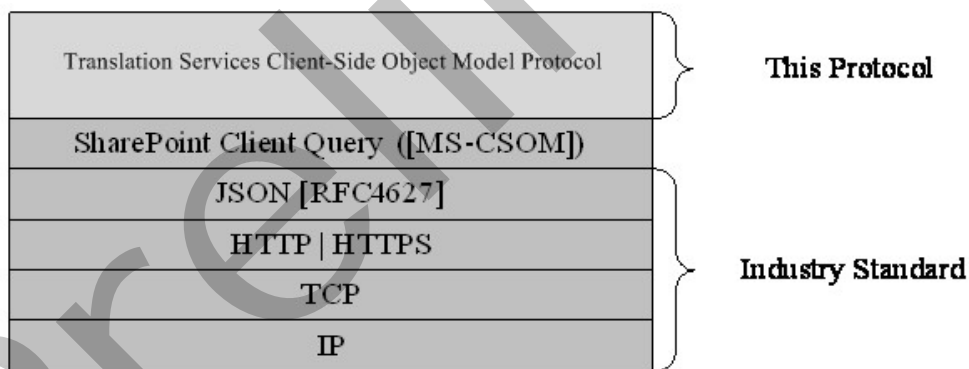 Translation Services Client-Side Object Model Protocol
This Protocol
SharePoint Client Query ([MS-CSOM])
JSON [RFC4627]
HTTP | HTTPS
Industry Standard
TCP
IP